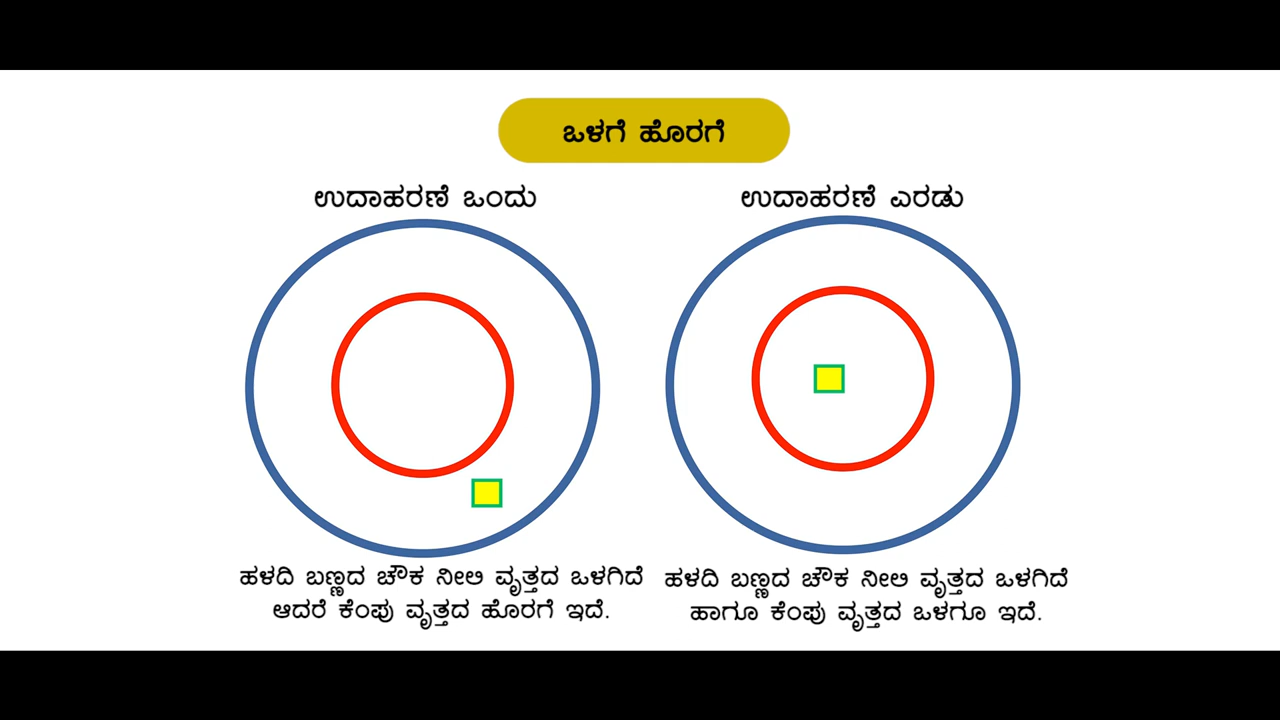 ಒಳಗೆ ಹೊರಗೆ
ಉದಾಹರಣೆ ಒಂದು
ಉದಾಹರಣೆ ಎರಡು
ಹಳದಿ ಬಣ್ಣದ ಚೌಕ ನೀಲಿ ವೃತ್ತದ ಒಳಗಿದೆ
ಆದರೆ ಕೆಂಪು ವೃತ್ತದ ಹೊರಗೆ ಇದೆ.
ಹಳದಿ ಬಣ್ಣದ ಚೌಕ ನೀಲಿ ವೃತ್ತದ ಒಳಗಿದೆ
ಹಾಗೂ ಕೆಂಪು ವೃತ್ತದ ಒಳಗೂ ಇದೆ.